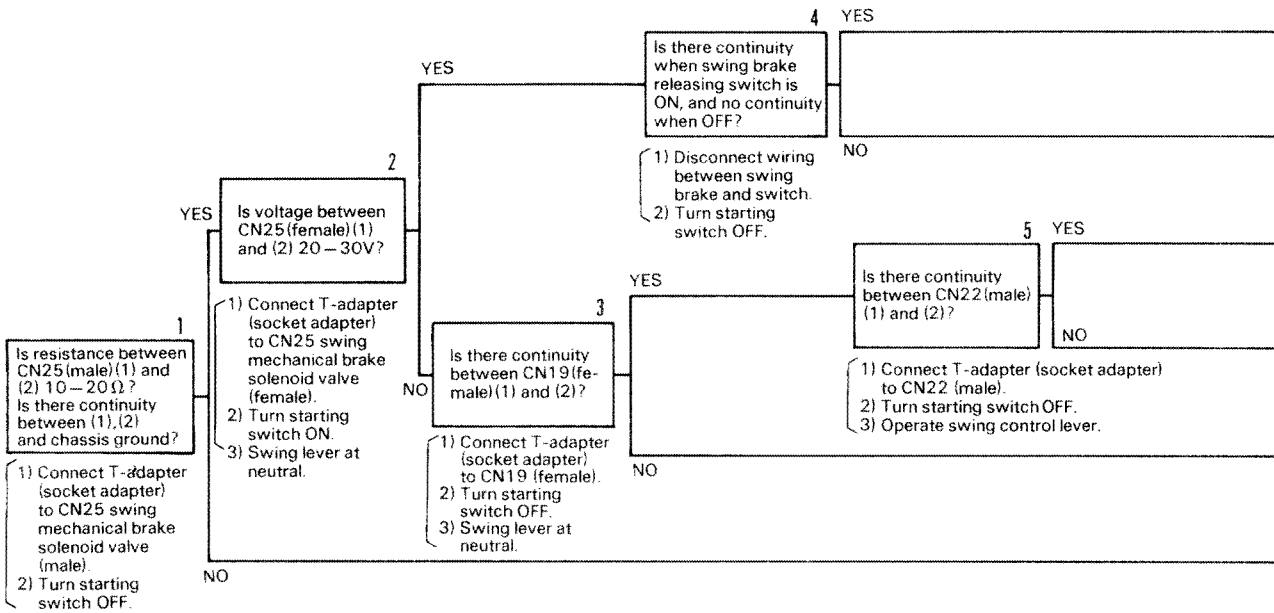 1
Is resistance between
CN25(male)(1) and
(2) 10–20Ω?
Is there continuity
between (1),(2)
and chassis ground?
1) Connect T-adapter
(socket adapter)
to CN25 swing
mechanical brake
solenoid valve
(male).
2) Turn starting
switch OFF.
YES
NO
2
Is voltage between
CN25(female)(1)
and (2) 20–30V?
1) Connect T-adapter
(socket adapter)
to CN25 swing
mechanical brake
solenoid valve
(female).
2) Turn starting
switch ON.
3) Swing lever at
neutral.
YES
NO
3
Is there continuity
between CN19(fe-
male)(1) and (2)?
1) Connect T-adapter
(socket adapter)
to CN19 (female).
2) Turn starting
switch OFF.
3) Swing lever at
neutral.
YES
NO
4
Is there continuity
when swing brake
releasing switch is
ON, and no continuity
when OFF?
1) Disconnect wiring
between swing
brake and switch.
2) Turn starting
switch OFF.
YES
NO
5
Is there continuity
between CN22(male)
(1) and (2)?
1) Connect T-adapter (socket adapter)
to CN22 (male).
2) Turn starting switch OFF.
3) Operate swing control lever.
YES
NO